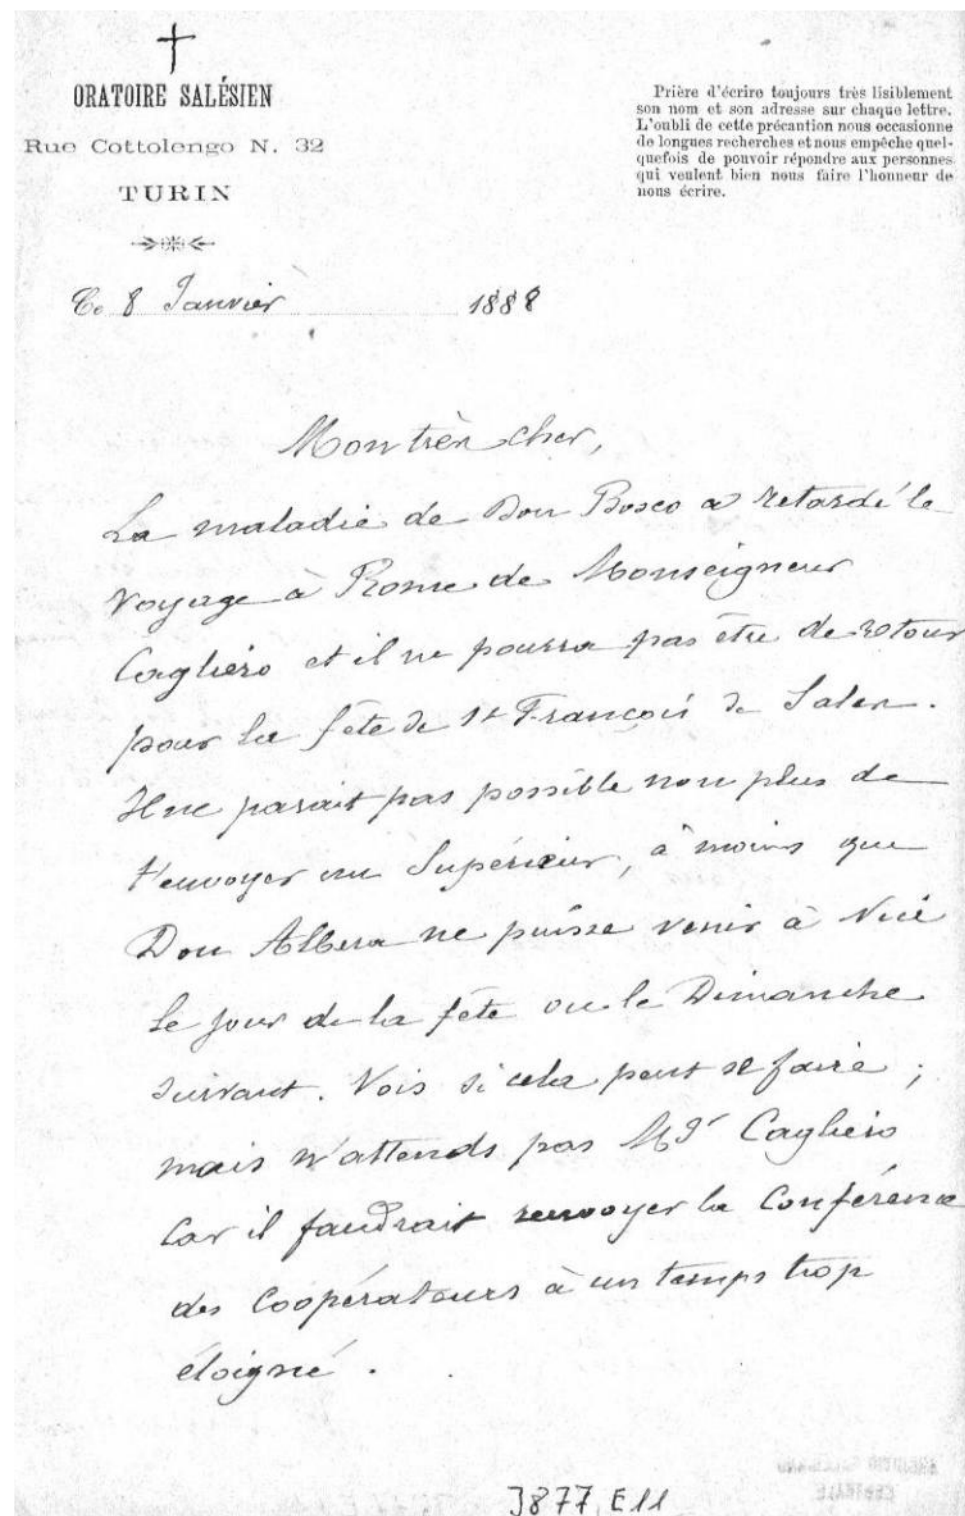 ORATOIRE SALÉSIEN
Rue Cottolengo N. 32
TURIN
Prière d'écrire toujours très lisiblement
son nom et son adresse sur chaque lettre.
L'oubli de cette précaution nous occasionne
de longues recherches et nous empêche quel-
quefois de pouvoir répondre aux personnes
qui veulent bien nous faire l'honneur de
nous écrire.
Ce 8 Janvier 1888
Mon très cher,
La maladie de Don Bosco a retardé le
voyage à Rome de Monseigneur
Cagliero et il ne pourra pas être de retour
pour la fête de St François de Sales.
Il ne parait pas possible non plus de
t'envoyer un Supérieur, à moins que
Don Albera ne puisse venir à Nice
le jour de la fête ou le Dimanche
suivant. Vois si cela peut se faire ;
mais n'attends pas Mgr Cagliero
car il faudrait renvoyer la Conférence
des Coopérateurs à un temps trop
éloigné.
3877, E11
CENTRALE